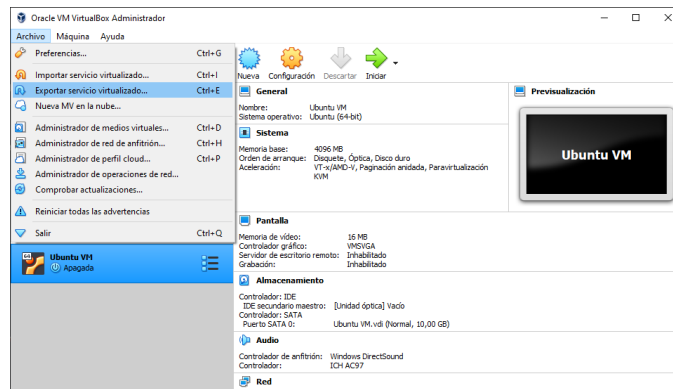 Oracle VM VirtualBox Administrador
Archivo Máquina Ayuda
Preferencias... Ctrl+G
Importar servicio virtualizado... Ctrl+I
Exportar servicio virtualizado... Ctrl+E
Nueva MV en la nube...
Administrador de medios virtuales... Ctrl+D
Administrador de red de anfitrión... Ctrl+H
Administrador de perfil cloud... Ctrl+P
Administrador de operaciones de red...
Comprobar actualizaciones...
Reiniciar todas las advertencias
Salir Ctrl+Q
64
Ubuntu VM
Apagada
Nueva Configuración Descartar Iniciar
General
Nombre: Ubuntu VM
Sistema operativo: Ubuntu (64-bit)
Sistema
Memoria base: 4096 MB
Orden de arranque: Disquete, Óptica, Disco duro
Aceleración: VT-x/AMD-V, Paginación anidada, Paravirtualización
KVM
Previsualización
Ubuntu VM
Pantalla
Memoria de vídeo: 16 MB
Controlador gráfico: VMSVGA
Servidor de escritorio remoto: Inhabilitado
Grabación: Inhabilitado
Almacenamiento
Controlador: IDE
IDE secundario maestro: [Unidad óptica] Vacío
Controlador: SATA
Puerto SATA 0: Ubuntu VM.vdi (Normal, 10,00 GB)
Audio
Controlador de anfitrión: Windows DirectSound
Controlador: ICH AC97
Red